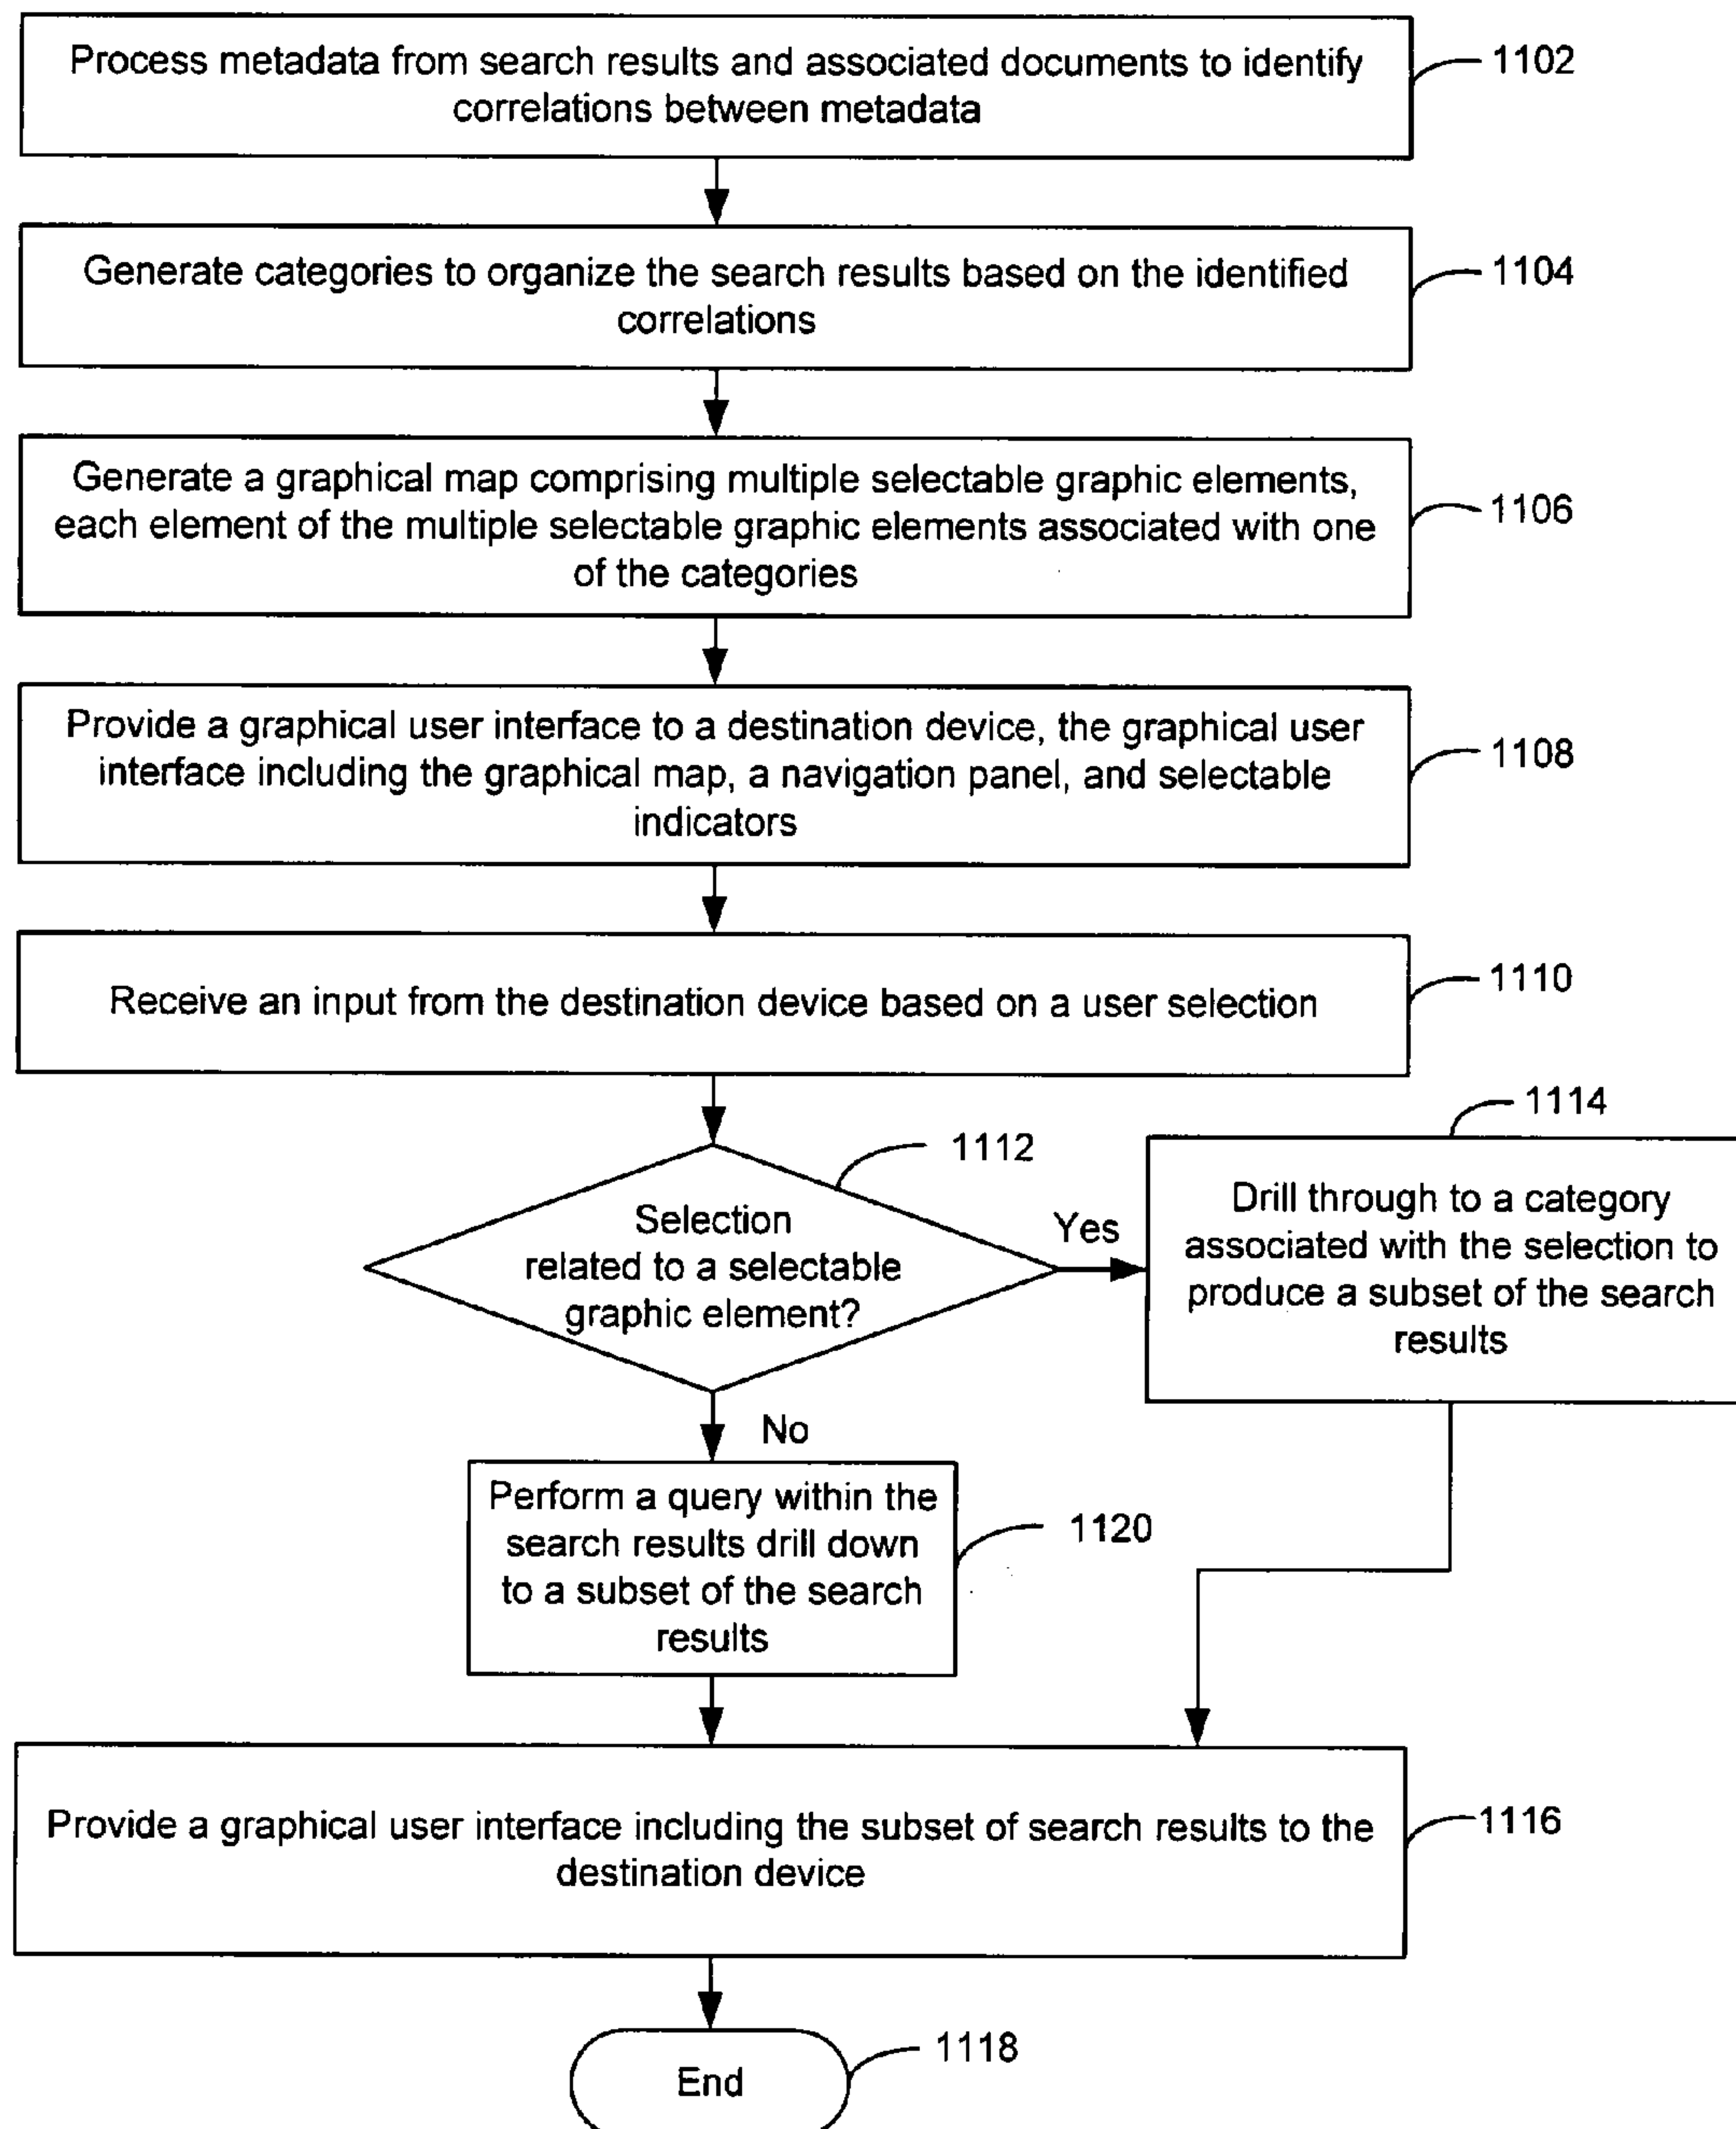 Process metadata from search results and associated documents to identify
correlations between metadata
1102
Generate categories to organize the search results based on the identified
correlations
1104
Generate a graphical map comprising multiple selectable graphic elements,
each element of the multiple selectable graphic elements associated with one
of the categories
1106
Provide a graphical user interface to a destination device, the graphical user
interface including the graphical map, a navigation panel, and selectable
indicators
1108
Receive an input from the destination device based on a user selection
1110
1112
Selection
related to a selectable
graphic element?
Yes
1114
Drill through to a category
associated with the selection to
produce a subset of the search
results
No
Perform a query within the
search results drill down
to a subset of the search
results
1120
Provide a graphical user interface including the subset of search results to the
destination device
1116
End
1118